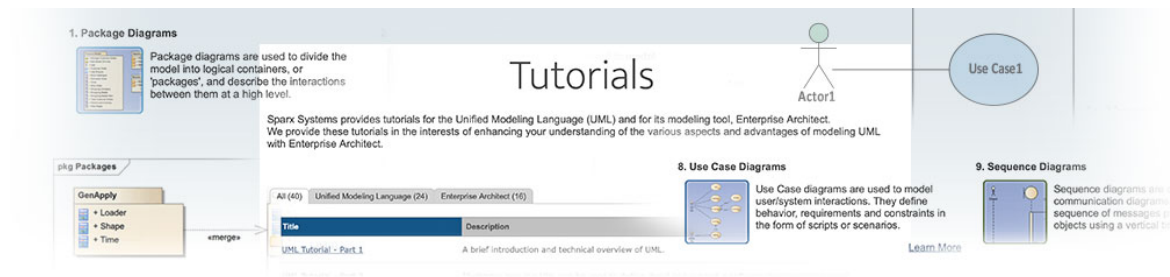 1. Package Diagrams
Package diagrams are used to divide the
model into logical containers, or
'packages', and describe the interactions
between them at a high level.
Tutorials
Actor1
Use Case1
Sparx Systems provides tutorials for the Unified Modeling Language (UML) and for its modeling tool, Enterprise Architect.
We provide these tutorials in the interests of enhancing your understanding of the various aspects and advantages of modeling UML
with Enterprise Architect.
pkg Packages
GenApply
+ Loader
+ Shape
+ Time
«merge»
All (40) Unified Modeling Language (24) Enterprise Architect (16)
Title Description
UML Tutorial - Part 1 A brief introduction and technical overview of UML.
8. Use Case Diagrams
Use Case diagrams are used to model
user/system interactions. They define
behavior, requirements and constraints in
the form of scripts or scenarios.
Learn More
9. Sequence Diagrams
Sequence diagrams are
communication
sequence of messages
objects using a vertical